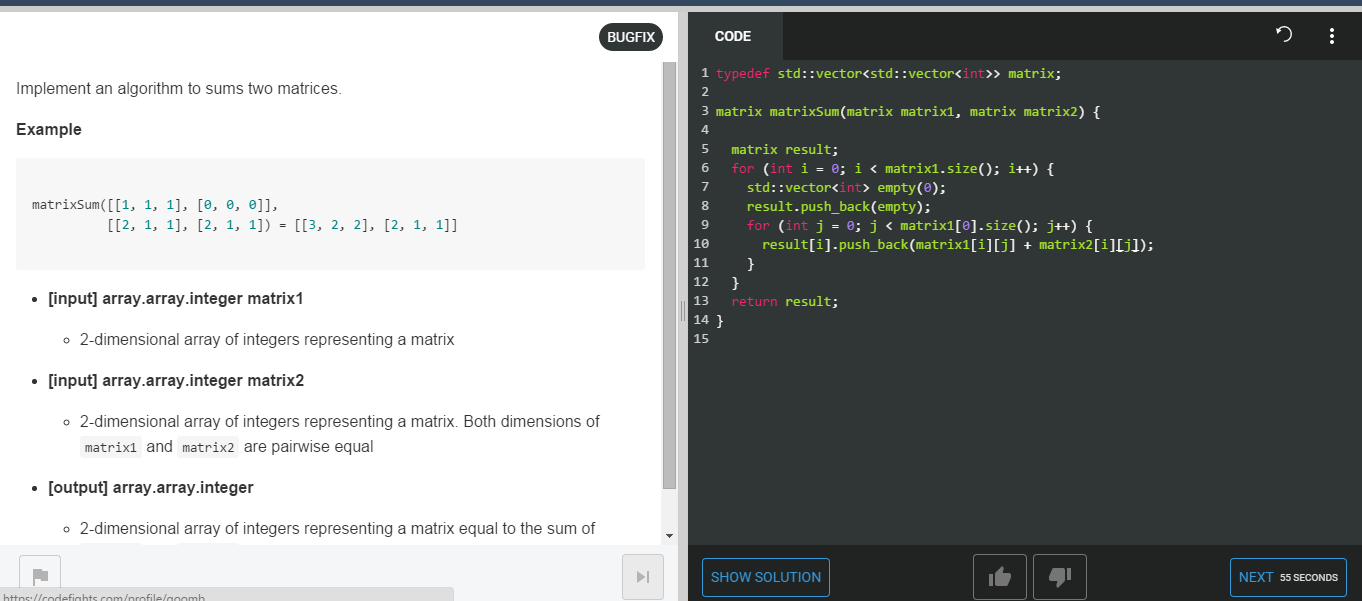 BUGFIX
Implement an algorithm to sums two matrices.
Example
matrixSum([[1, 1, 1], [0, 0, 0]],
[[2, 1, 1], [2, 1, 1]]) = [[3, 2, 2], [2, 1, 1]]
[input] array.array.integer matrix1
2-dimensional array of integers representing a matrix
[input] array.array.integer matrix2
2-dimensional array of integers representing a matrix. Both dimensions of
matrix1 and matrix2 are pairwise equal
[output] array.array.integer
2-dimensional array of integers representing a matrix equal to the sum of
https://codefights.com/profile/goomb
CODE
1 typedef std::vector<std::vector<int>> matrix;
2
3 matrix matrixSum(matrix matrix1, matrix matrix2) {
4
5 matrix result;
6 for (int i = 0; i < matrix1.size(); i++) {
7 std::vector<int> empty(0);
8 result.push_back(empty);
9 for (int j = 0; j < matrix1[0].size(); j++) {
10 result[i].push_back(matrix1[i][j] + matrix2[i][j]);
11 }
12 }
13 return result;
14 }
15
SHOW SOLUTION
NEXT 55 SECONDS